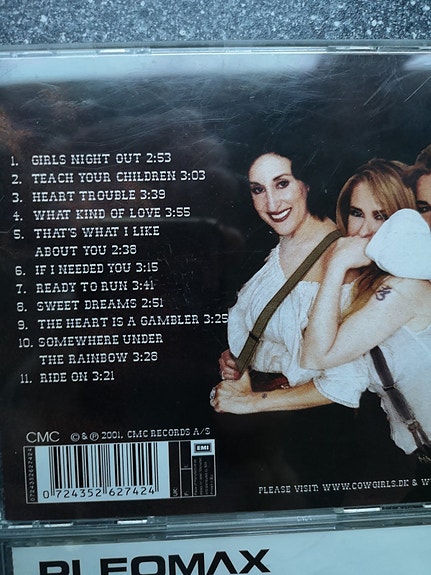 1. GIRLS NIGHT OUT 2:53
2. TEACH YOUR CHILDREN 3:03
3. HEART TROUBLE 3:39
4. WHAT KIND OF LOVE 3:55
5. THAT'S WHAT I LIKE
ABOUT YOU 2:38
6. IF I NEEDED YOU 3:15
7. READY TO RUN 3:41
8. SWEET DREAMS 2:51
9. THE HEART IS A GAMBLER 3:25
10. SOMEWHERE UNDER
THE RAINBOW 3:28
11. RIDE ON 3:21
CMC © & ℗ 2001, CMC RECORDS A/S
EMI
0724352627424
0 724352 627424
PLEASE VISIT: WWW.COWGIRLS.DK & W
PLEOMAX